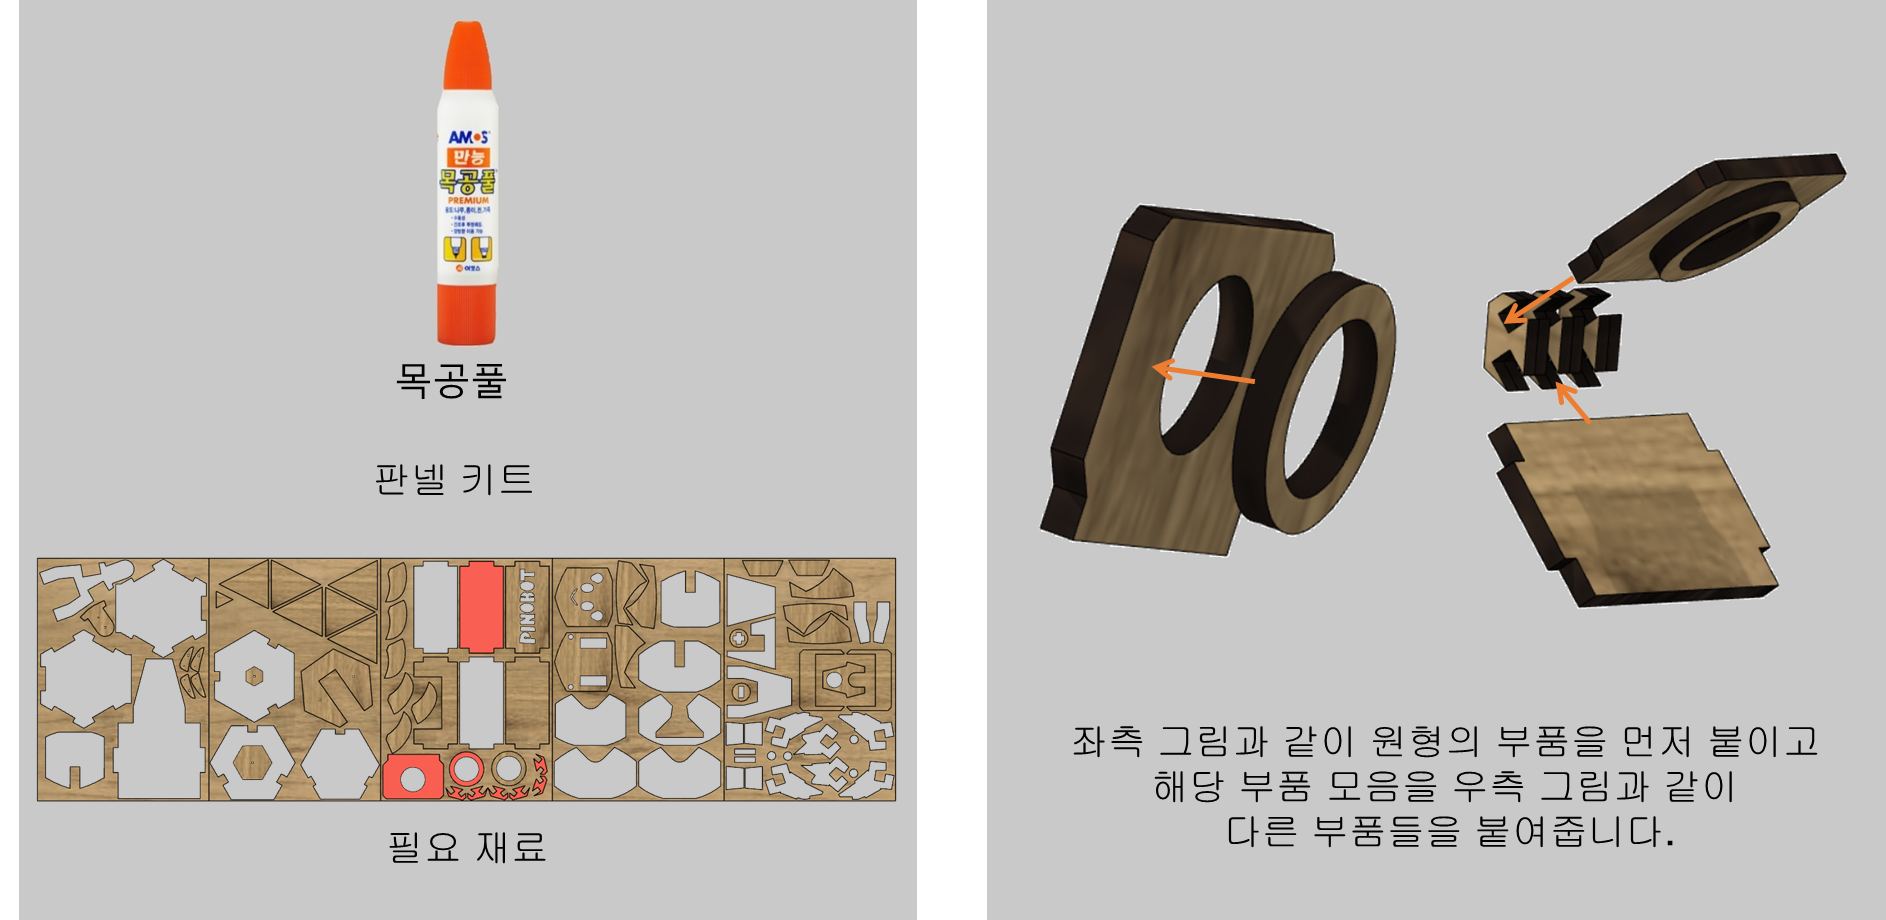 AMOS
만능
목공풀
PREMIUM
목공풀
판넬 키트
PINOBOT
필요 재료
좌측 그림과 같이 원형의 부품을 먼저 붙이고
해당 부품 모음을 우측 그림과 같이
다른 부품들을 붙여줍니다.